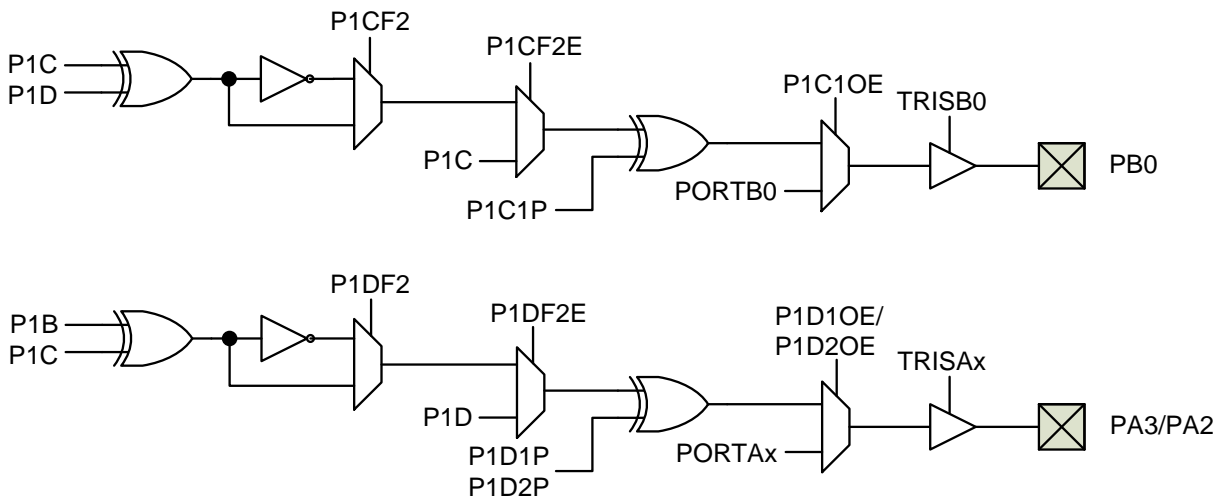 P1CF2
P1CF2E
P1C
P1D
P1C1OE
TRISB0
P1C
PB0
PORTB0
P1C1P
P1DF2
P1DF2E
P1D1OE/
P1D2OE
P1B
P1C
TRISAx
P1D
PA3/PA2
P1D1P
P1D2P
PORTAx